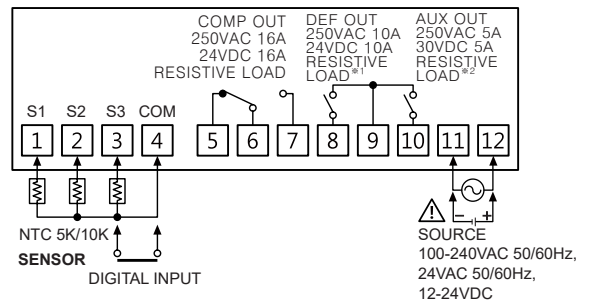 COMP OUT
250VAC 16A
24VDC 16A
RESISTIVE LOAD
DEF OUT
250VAC 10A
24VDC 10A
RESISTIVE
LOAD※1
AUX OUT
250VAC 5A
30VDC 5A
RESISTIVE
LOAD※2
S1 S2 S3 COM
1 2 3 4 5 6 7 8 9 10 11 12
NTC 5K/10K
SENSOR
DIGITAL INPUT
− +
SOURCE
100-240VAC 50/60Hz,
24VAC 50/60Hz,
12-24VDC